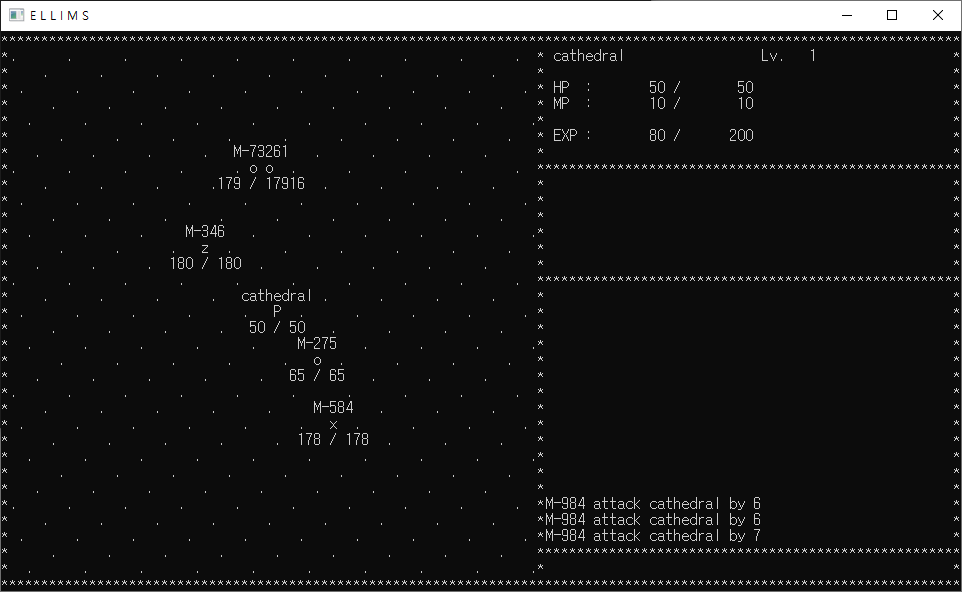 E L L I M S
M-73261
o o
179 / 17916
M-346
z
180 / 180
cathedral
P
50 / 50
M-275
o
65 / 65
M-584
x
178 / 178
cathedral Lv. 1
HP : 50 / 50
MP : 10 / 10
EXP : 80 / 200
M-984 attack cathedral by 6
M-984 attack cathedral by 6
M-984 attack cathedral by 7